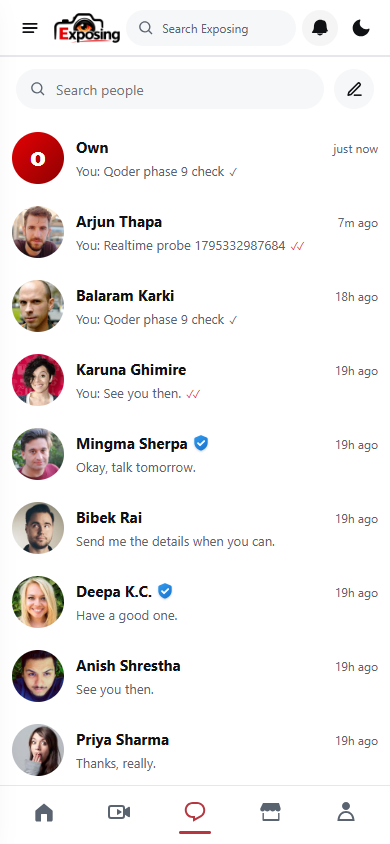 Exposing
Search Exposing
Search people
O
Own
just now
You: Qoder phase 9 check ✓
Arjun Thapa
7m ago
You: Realtime probe 1795332987684 ✓✓
Balaram Karki
18h ago
You: Qoder phase 9 check ✓
Karuna Ghimire
19h ago
You: See you then. ✓✓
Mingma Sherpa
19h ago
Okay, talk tomorrow.
Bibek Rai
19h ago
Send me the details when you can.
Deepa K.C.
19h ago
Have a good one.
Anish Shrestha
19h ago
See you then.
Priya Sharma
19h ago
Thanks, really.